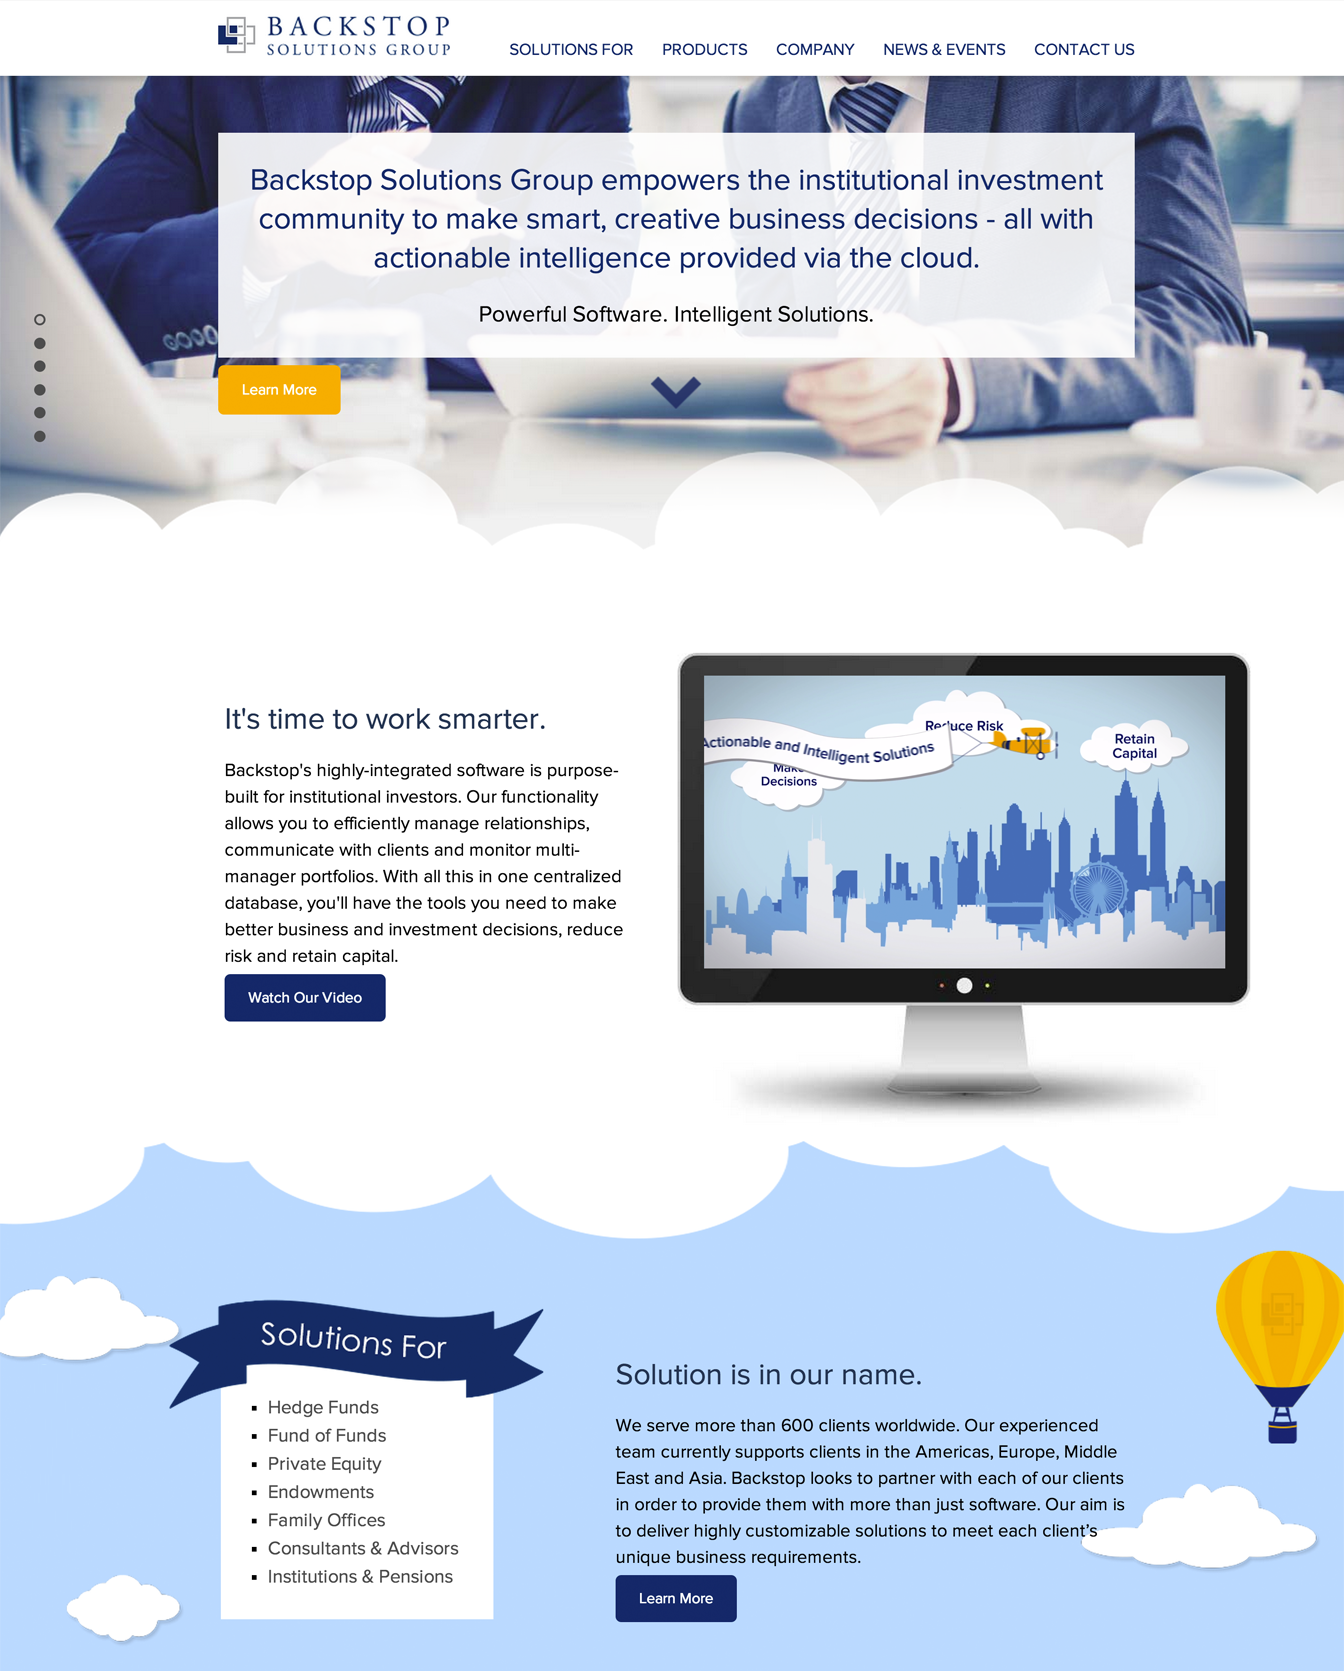 BACKSTOP
SOLUTIONS GROUP
SOLUTIONS FOR
PRODUCTS
COMPANY
NEWS & EVENTS
CONTACT US
Backstop Solutions Group empowers the institutional investment
community to make smart, creative business decisions - all with
actionable intelligence provided via the cloud.
Powerful Software. Intelligent Solutions.
Learn More
It's time to work smarter.
Backstop's highly-integrated software is purpose-
built for institutional investors. Our functionality
allows you to efficiently manage relationships,
communicate with clients and monitor multi-
manager portfolios. With all this in one centralized
database, you'll have the tools you need to make
better business and investment decisions, reduce
risk and retain capital.
Watch Our Video
Reduce Risk
Actionable and Intelligent Solutions
Retain
Capital
Make
Decisions
Solutions For
Hedge Funds
Fund of Funds
Private Equity
Endowments
Family Offices
Consultants & Advisors
Institutions & Pensions
Solution is in our name.
We serve more than 600 clients worldwide. Our experienced
team currently supports clients in the Americas, Europe, Middle
East and Asia. Backstop looks to partner with each of our clients
in order to provide them with more than just software. Our aim is
to deliver highly customizable solutions to meet each client’s
unique business requirements.
Learn More